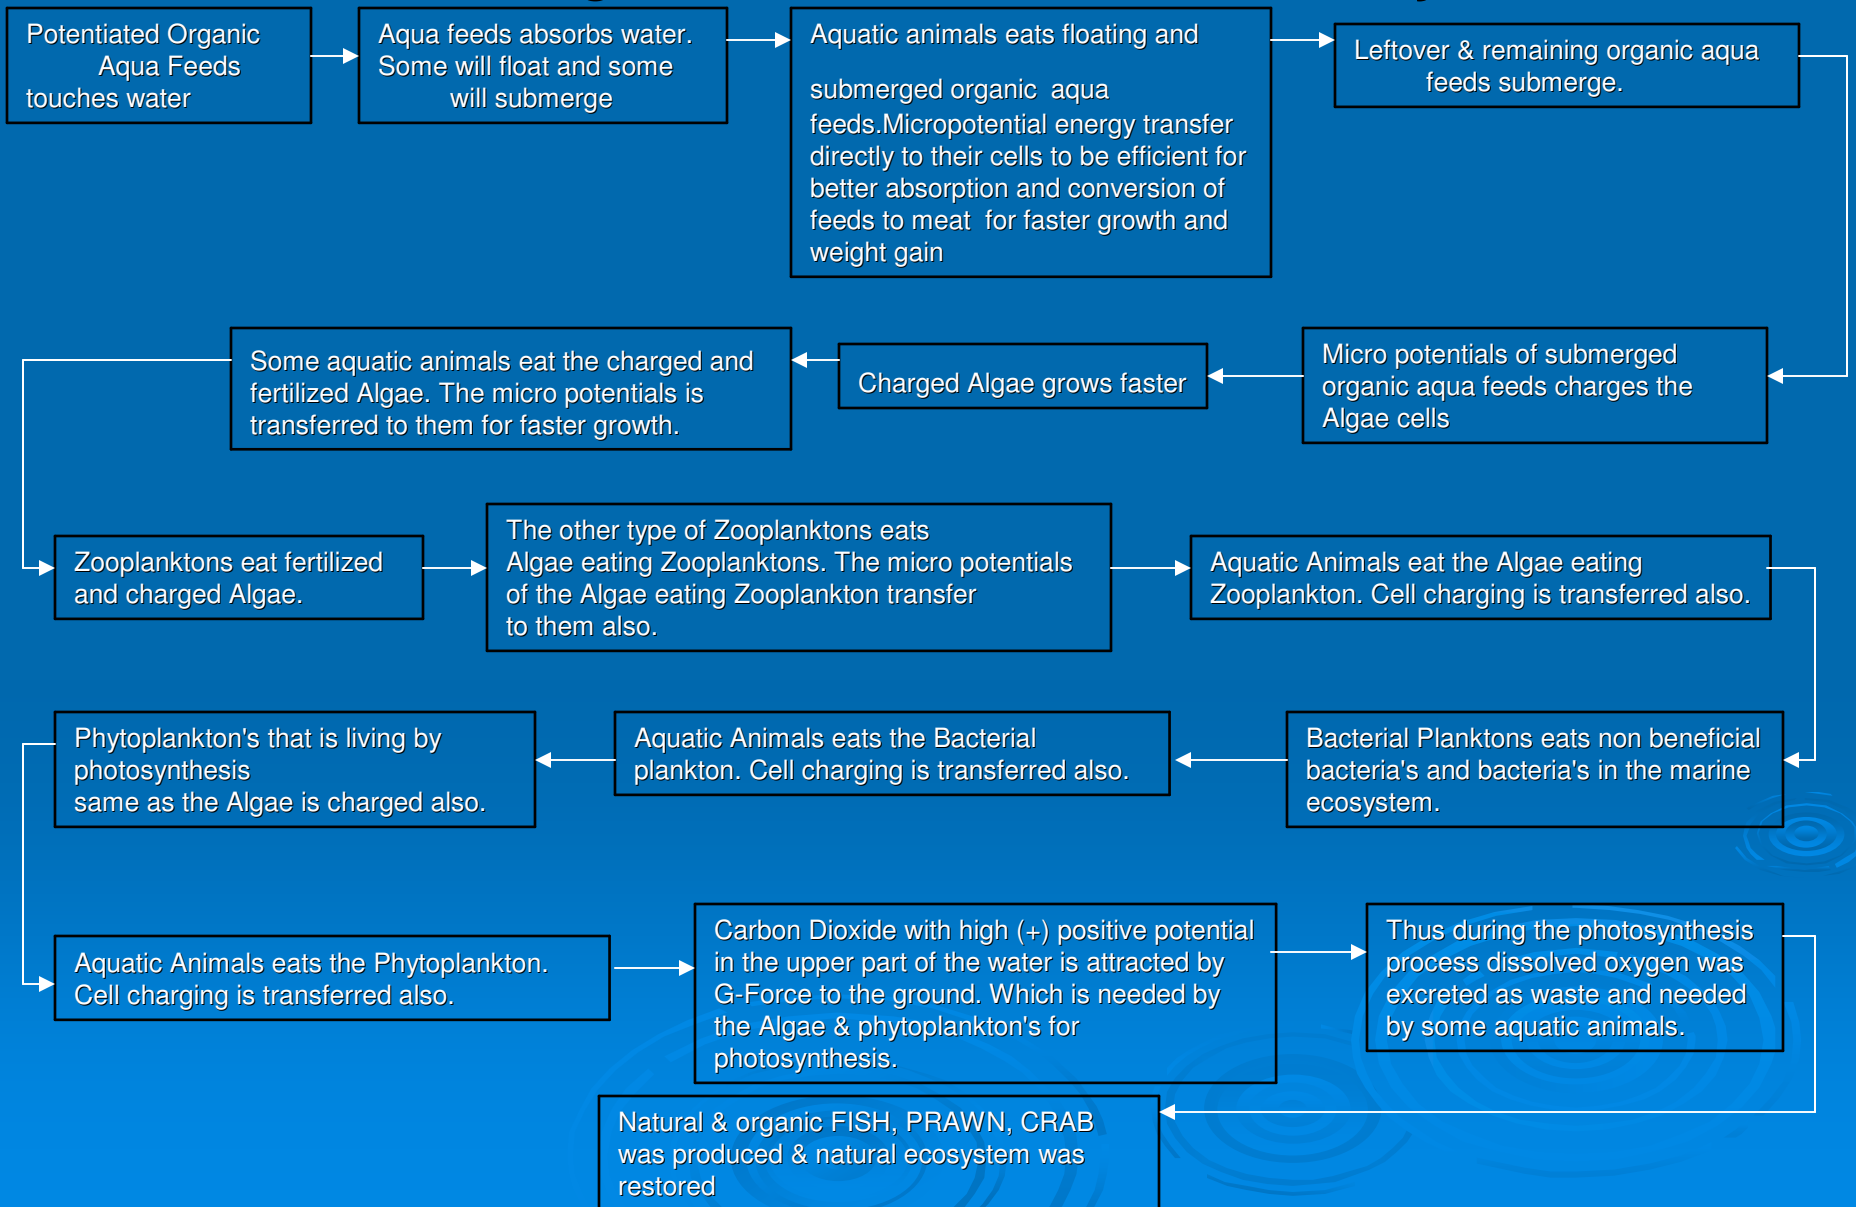 Potentiated Organic
Aqua Feeds
touches water
Aqua feeds absorbs water.
Some will float and some
will submerge
Aquatic animals eats floating and
submerged organic aqua
feeds.Micropotential energy transfer
directly to their cells to be efficient for
better absorption and conversion of
feeds to meat for faster growth and
weight gain
Leftover & remaining organic aqua
feeds submerge.
Micro potentials of submerged
organic aqua feeds charges the
Algae cells
Charged Algae grows faster
Some aquatic animals eat the charged and
fertilized Algae. The micro potentials is
transferred to them for faster growth.
Zooplanktons eat fertilized
and charged Algae.
The other type of Zooplanktons eats
Algae eating Zooplanktons. The micro potentials
of the Algae eating Zooplankton transfer
to them also.
Aquatic Animals eat the Algae eating
Zooplankton. Cell charging is transferred also.
Bacterial Planktons eats non beneficial
bacteria's and bacteria's in the marine
ecosystem.
Aquatic Animals eats the Bacterial
plankton. Cell charging is transferred also.
Phytoplankton's that is living by
photosynthesis
same as the Algae is charged also.
Aquatic Animals eats the Phytoplankton.
Cell charging is transferred also.
Carbon Dioxide with high (+) positive potential
in the upper part of the water is attracted by
G-Force to the ground. Which is needed by
the Algae & phytoplankton's for
photosynthesis.
Thus during the photosynthesis
process dissolved oxygen was
excreted as waste and needed
by some aquatic animals.
Natural & organic FISH, PRAWN, CRAB
was produced & natural ecosystem was
restored